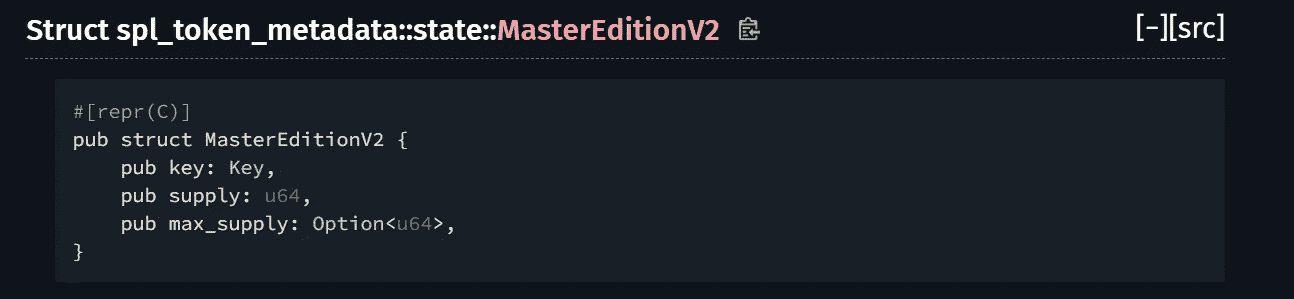 Struct spl_token_metadata::state::MasterEditionV2 [-][src]
#[repr(C)]
pub struct MasterEditionV2 {
    pub key: Key,
    pub supply: u64,
    pub max_supply: Option<u64>,
}